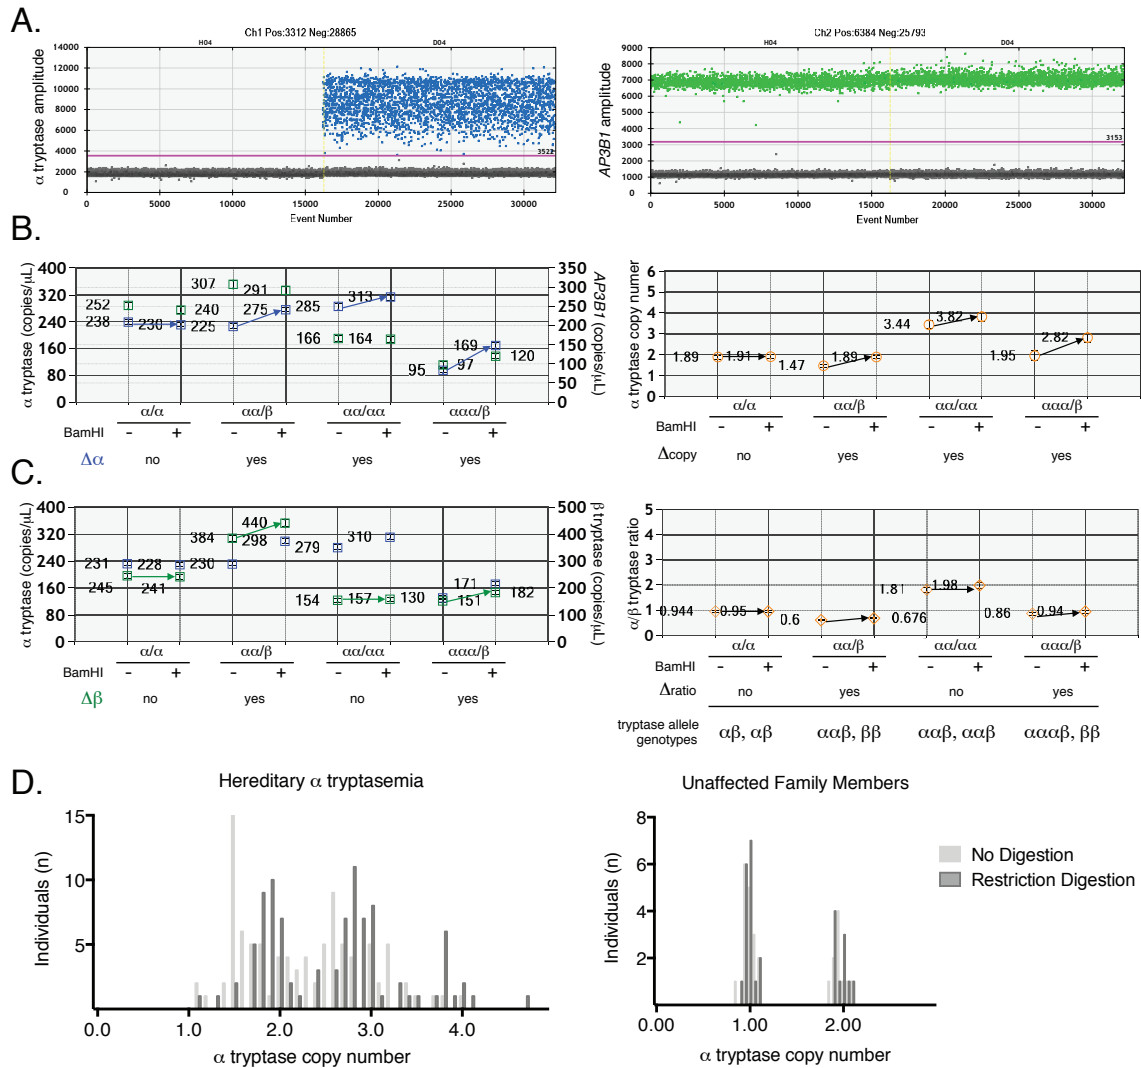 A.
Ch1 Pos:3312 Neg:28865
H04 D04
α tryptase amplitude
14000
12000
10000
8000
6000
4000
2000
0
3522
0 10000 20000 30000
Event Number
Ch2 Pos:6384 Neg:25793
H04 D04
AP3B1 amplitude
9000
8000
7000
6000
5000
4000
3000
2000
1000
0
3153
0 10000 20000 30000
Event Number
B.
α tryptase (copies/μL)
400
320
240
160
80
0
AP3B1 (copies/μL)
350
300
250
200
150
100
50
0
252 240 307 291 166 164 97 120
238 230 225 275 285 313 95 169
α/α αα/β αα/αα ααα/β
BamHI - + - + - + - +
Δα no yes yes yes
α tryptase copy numer
6
5
4
3
2
1
0
1.89 1.91 1.47 1.89 3.44 3.82 1.95 2.82
α/α αα/β αα/αα ααα/β
BamHI - + - + - + - +
Δcopy no yes yes yes
C.
α tryptase (copies/μL)
400
320
240
160
80
0
β tryptase (copies/μL)
500
400
300
200
100
0
231 228 230 298 279 310 130 171
245 241 384 440 154 157 151 182
α/α αα/β αα/αα ααα/β
BamHI - + - + - + - +
Δβ no yes no yes
α/β tryptase ratio
5
4
3
2
1
0
0.944 0.95 0.6 0.676 1.81 1.98 0.86 0.94
α/α αα/β αα/αα ααα/β
BamHI - + - + - + - +
Δratio no yes no yes
tryptase allele
genotypes
αβ, αβ ααβ, ββ ααβ, ααβ αααβ, ββ
D.
Hereditary α tryptasemia
Individuals (n)
15
10
5
0.0 1.0 2.0 3.0 4.0
α tryptase copy number
Unaffected Family Members
Individuals (n)
8
6
4
2
0.00 1.00 2.00
α tryptase copy number
No Digestion
Restriction Digestion